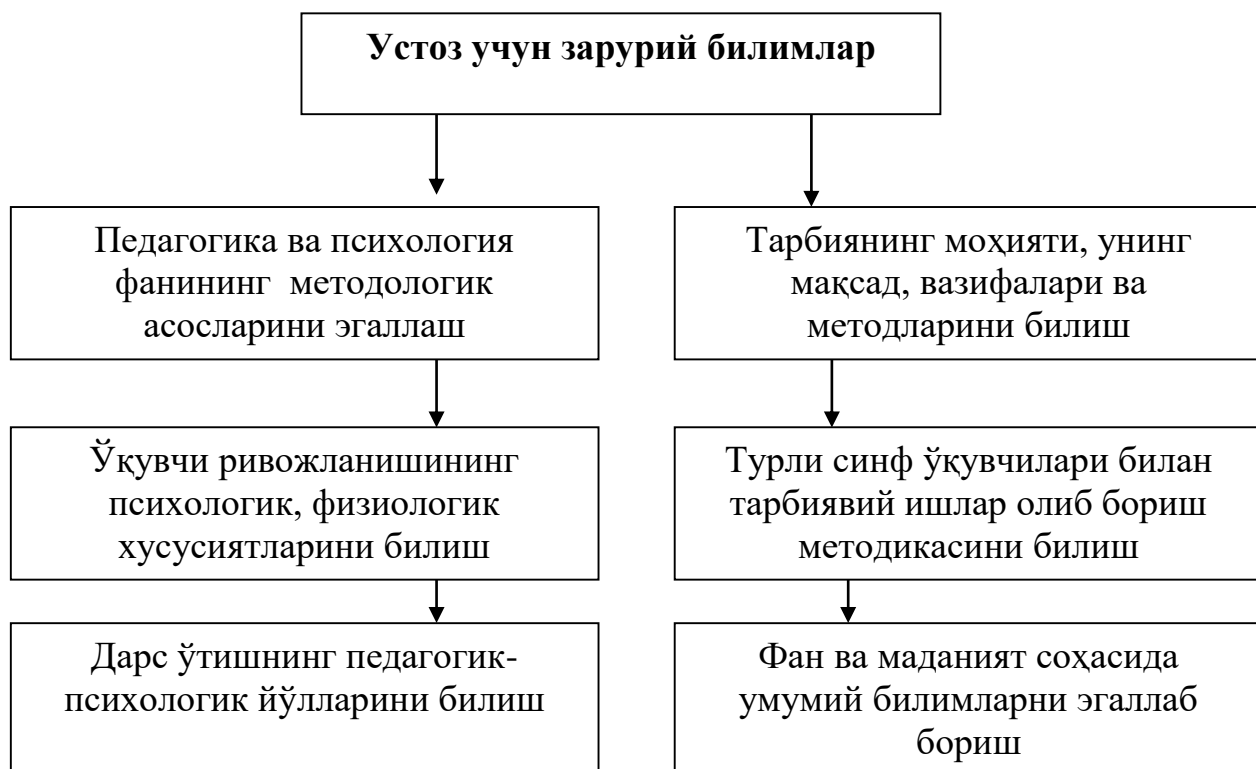 Устоз учун зарурий билимлар
Педагогика ва психология
фанининг методологик
асосларини эгаллаш
Тарбиянинг моҳияти, унинг
мақсад, вазифалари ва
методларини билиш
Ўқувчи ривожланишининг
психологик, физиологик
хусусиятларини билиш
Турли синф ўқувчилари билан
тарбиявий ишлар олиб бориш
методикасини билиш
Дарс ўтишнинг педагогик-
психологик йўлларини билиш
Фан ва маданият соҳасида
умумий билимларни эгаллаб
бориш